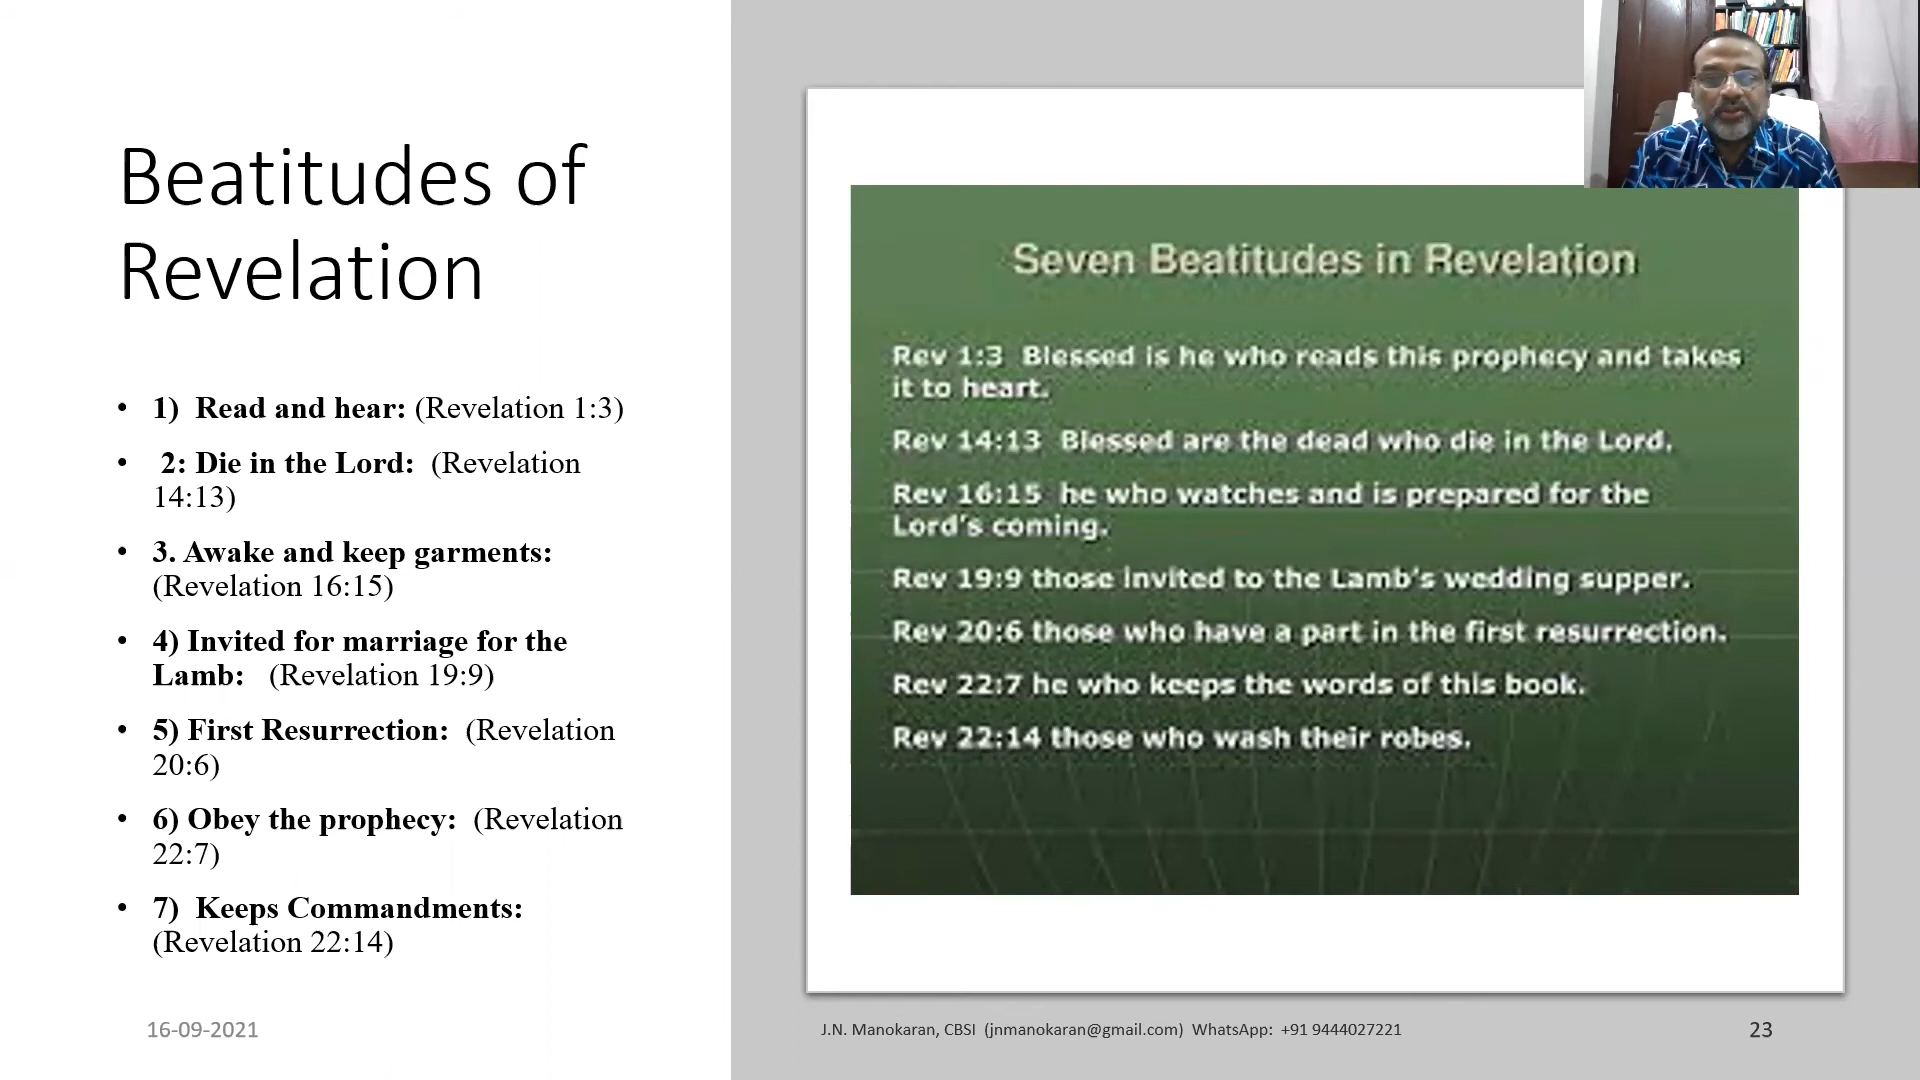 Beatitudes of
Revelation
• 1)  Read and hear: (Revelation 1:3)
• 2: Die in the Lord:  (Revelation
14:13)
• 3. Awake and keep garments:
(Revelation 16:15)
• 4) Invited for marriage for the
Lamb:   (Revelation 19:9)
• 5) First Resurrection:  (Revelation
20:6)
• 6) Obey the prophecy:  (Revelation
22:7)
• 7)  Keeps Commandments:
(Revelation 22:14)
Seven Beatitudes in Revelation
Rev 1:3  Blessed is he who reads this prophecy and takes
it to heart.
Rev 14:13  Blessed are the dead who die in the Lord.
Rev 16:15  he who watches and is prepared for the
Lord's coming.
Rev 19:9 those invited to the Lamb's wedding supper.
Rev 20:6 those who have a part in the first resurrection.
Rev 22:7 he who keeps the words of this book.
Rev 22:14 those who wash their robes.
16-09-2021
J.N. Manokaran, CBSI  (jnmanokaran@gmail.com)  WhatsApp:  +91 9444027221
23